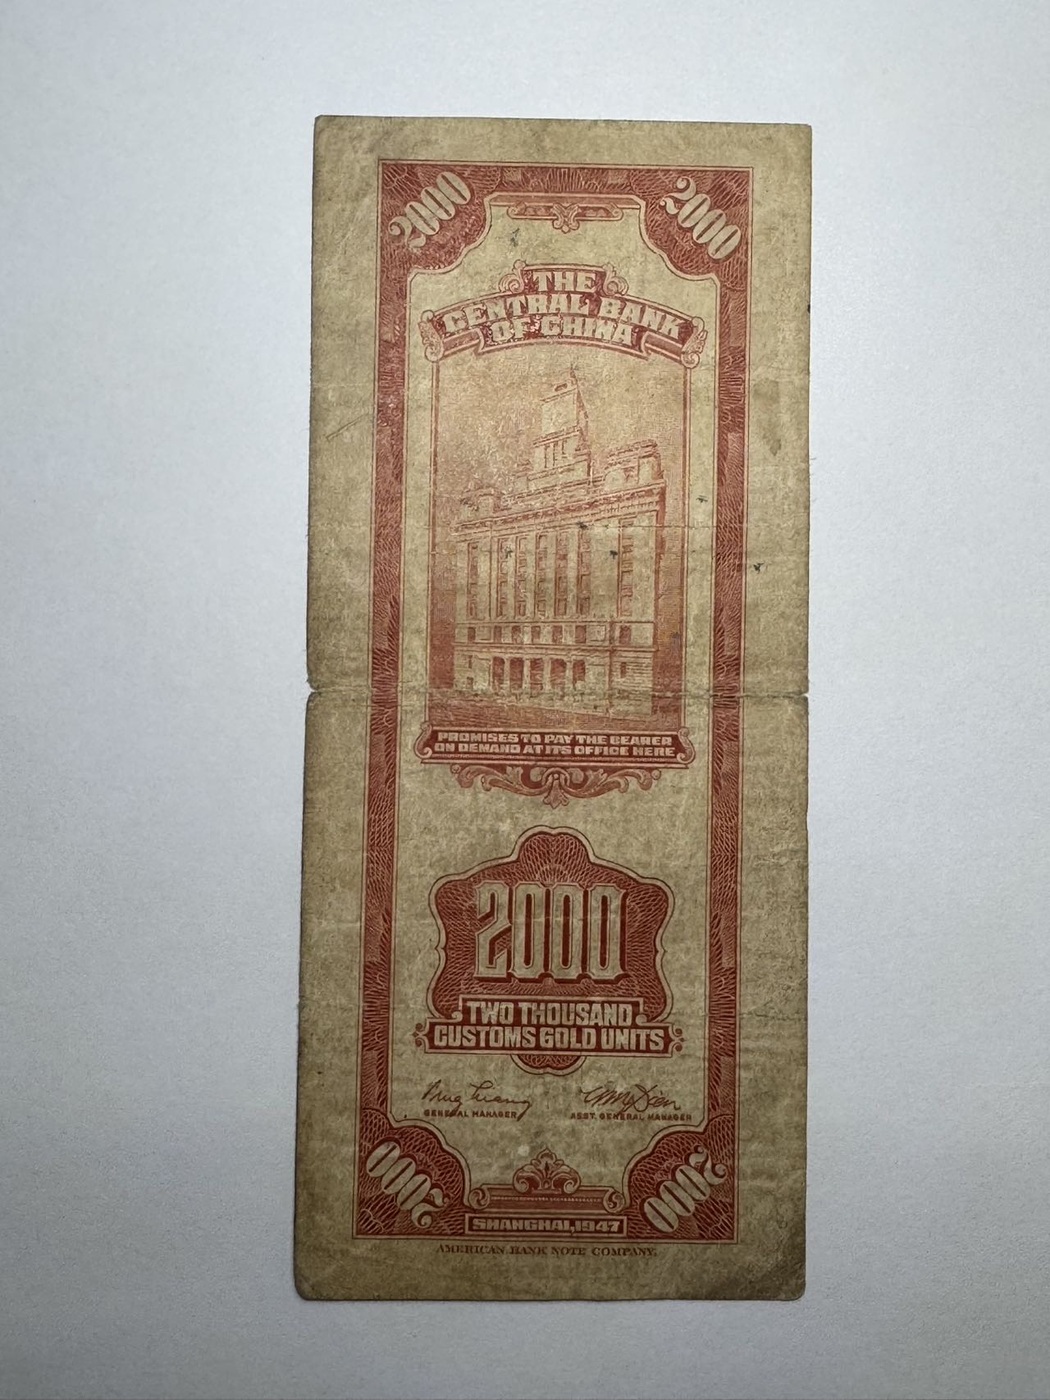 2000 2000
THE
CENTRAL BANK
OF CHINA
PROMISES TO PAY THE BEARER
ON DEMAND AT ITS OFFICE HERE
2000
TWO THOUSAND
CUSTOMS GOLD UNITS
GENERAL MANAGER ASST. GENERAL MANAGER
2000 2000
SHANGHAI, 1947
AMERICAN BANK NOTE COMPANY.